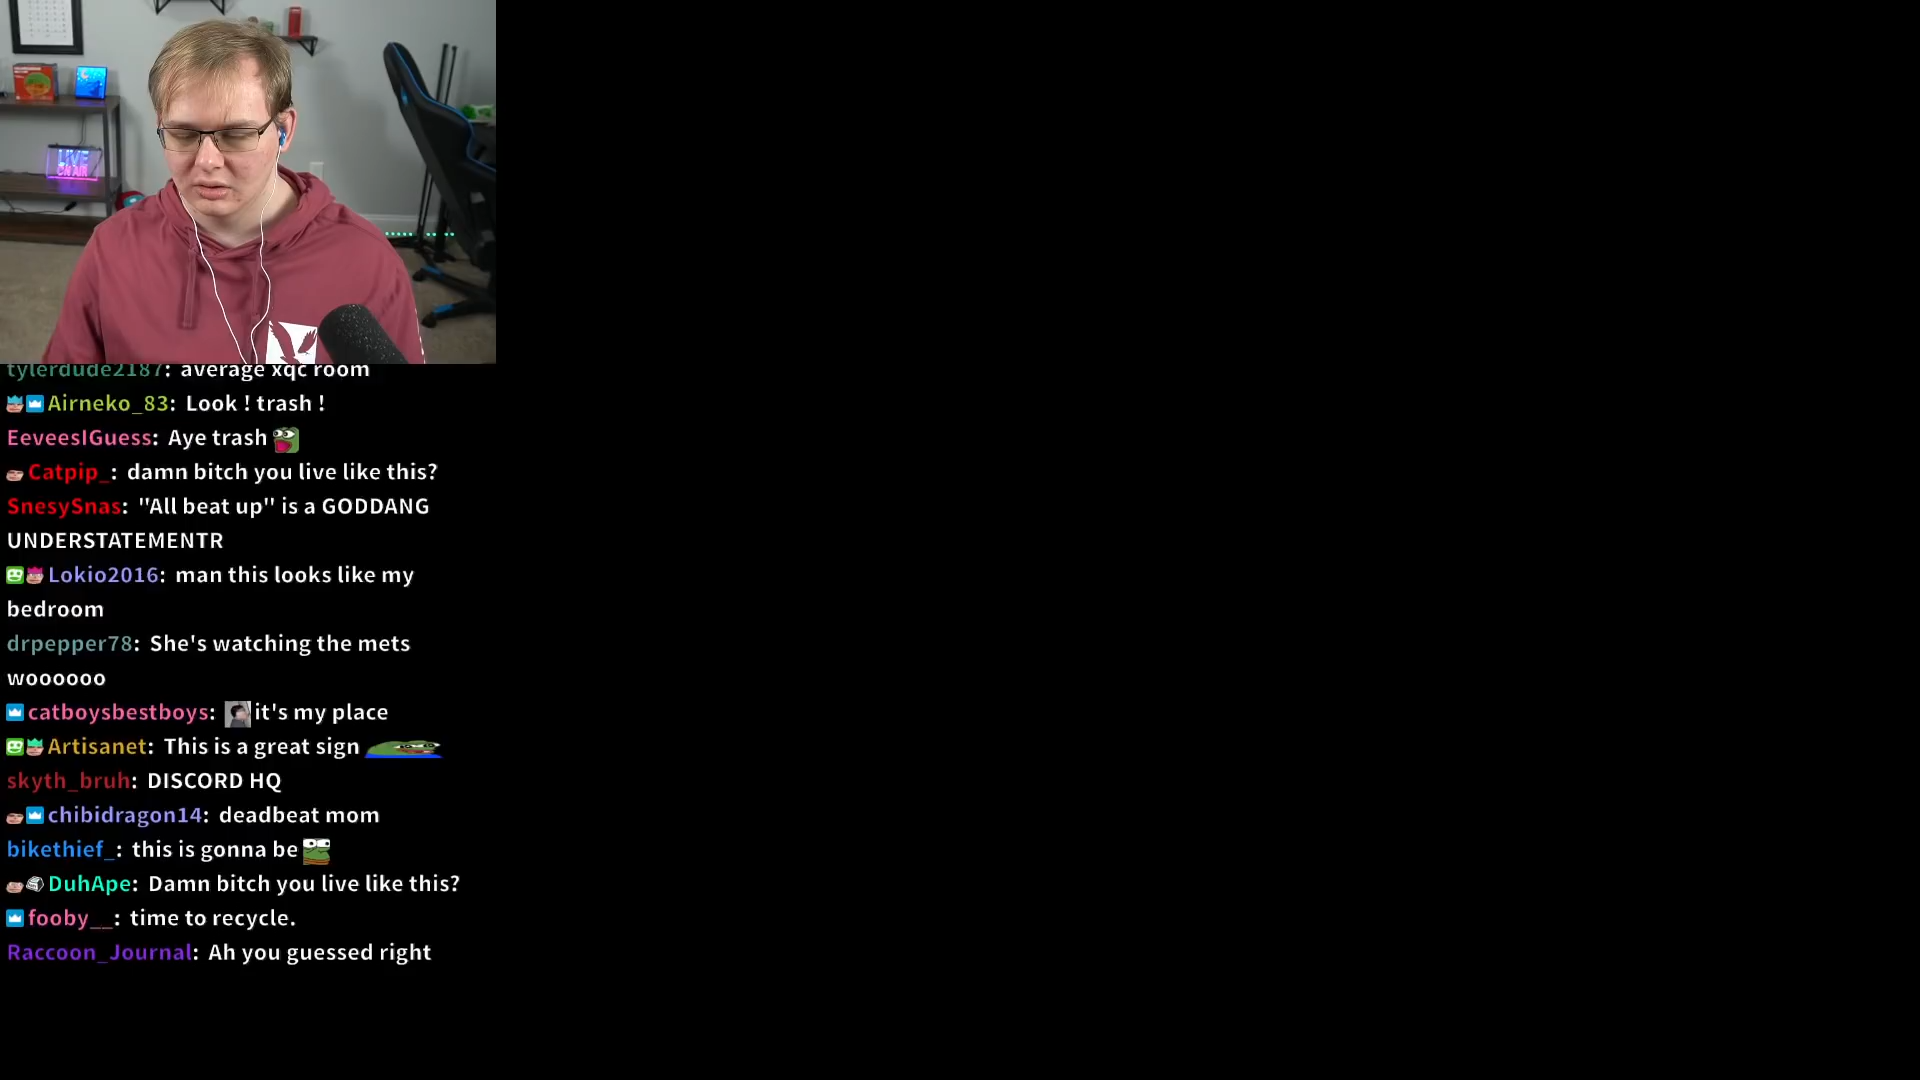 LIVE
ON AIR
tylerdude2187: average xqc room
Airneko_83: Look ! trash !
EeveesIGuess: Aye trash
Catpip_: damn bitch you live like this?
SnesySnas: "All beat up" is a GODDANG
UNDERSTATEMENTR
Lokio2016: man this looks like my
bedroom
drpepper78: She's watching the mets
woooooo
catboysbestboys: it's my place
Artisanet: This is a great sign
skyth_bruh: DISCORD HQ
chibidragon14: deadbeat mom
bikethief_: this is gonna be
DuhApe: Damn bitch you live like this?
fooby__: time to recycle.
Raccoon_Journal: Ah you guessed right